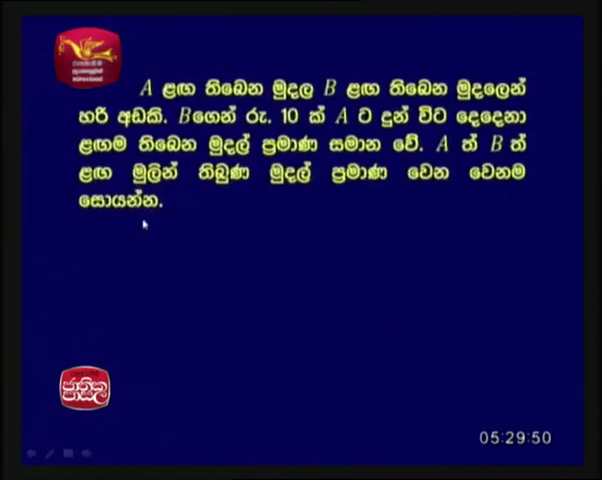 A ළඟ තිබෙන මුදල B ළඟ තිබෙන මුදලෙන්
හරි අඩකි. Bගෙන් රු. 10 ක් A ට දුන් විට දෙදෙනා
ළඟම තිබෙන මුදල් ප්‍රමාණ සමාන වේ. A ත් B ත්
ළඟ මුලින් තිබුණ මුදල් ප්‍රමාණ වෙන වෙනම
සොයන්න.
ජාතික
පාසල
05:29:50